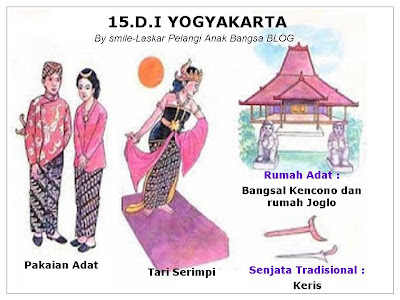 15.D.I YOGYAKARTA
By smile-Laskar Pelangi Anak Bangsa BLOG
Rumah Adat :
Bangsal Kencono dan
rumah Joglo
Pakaian Adat
Tari Serimpi
Senjata Tradisional :
Keris